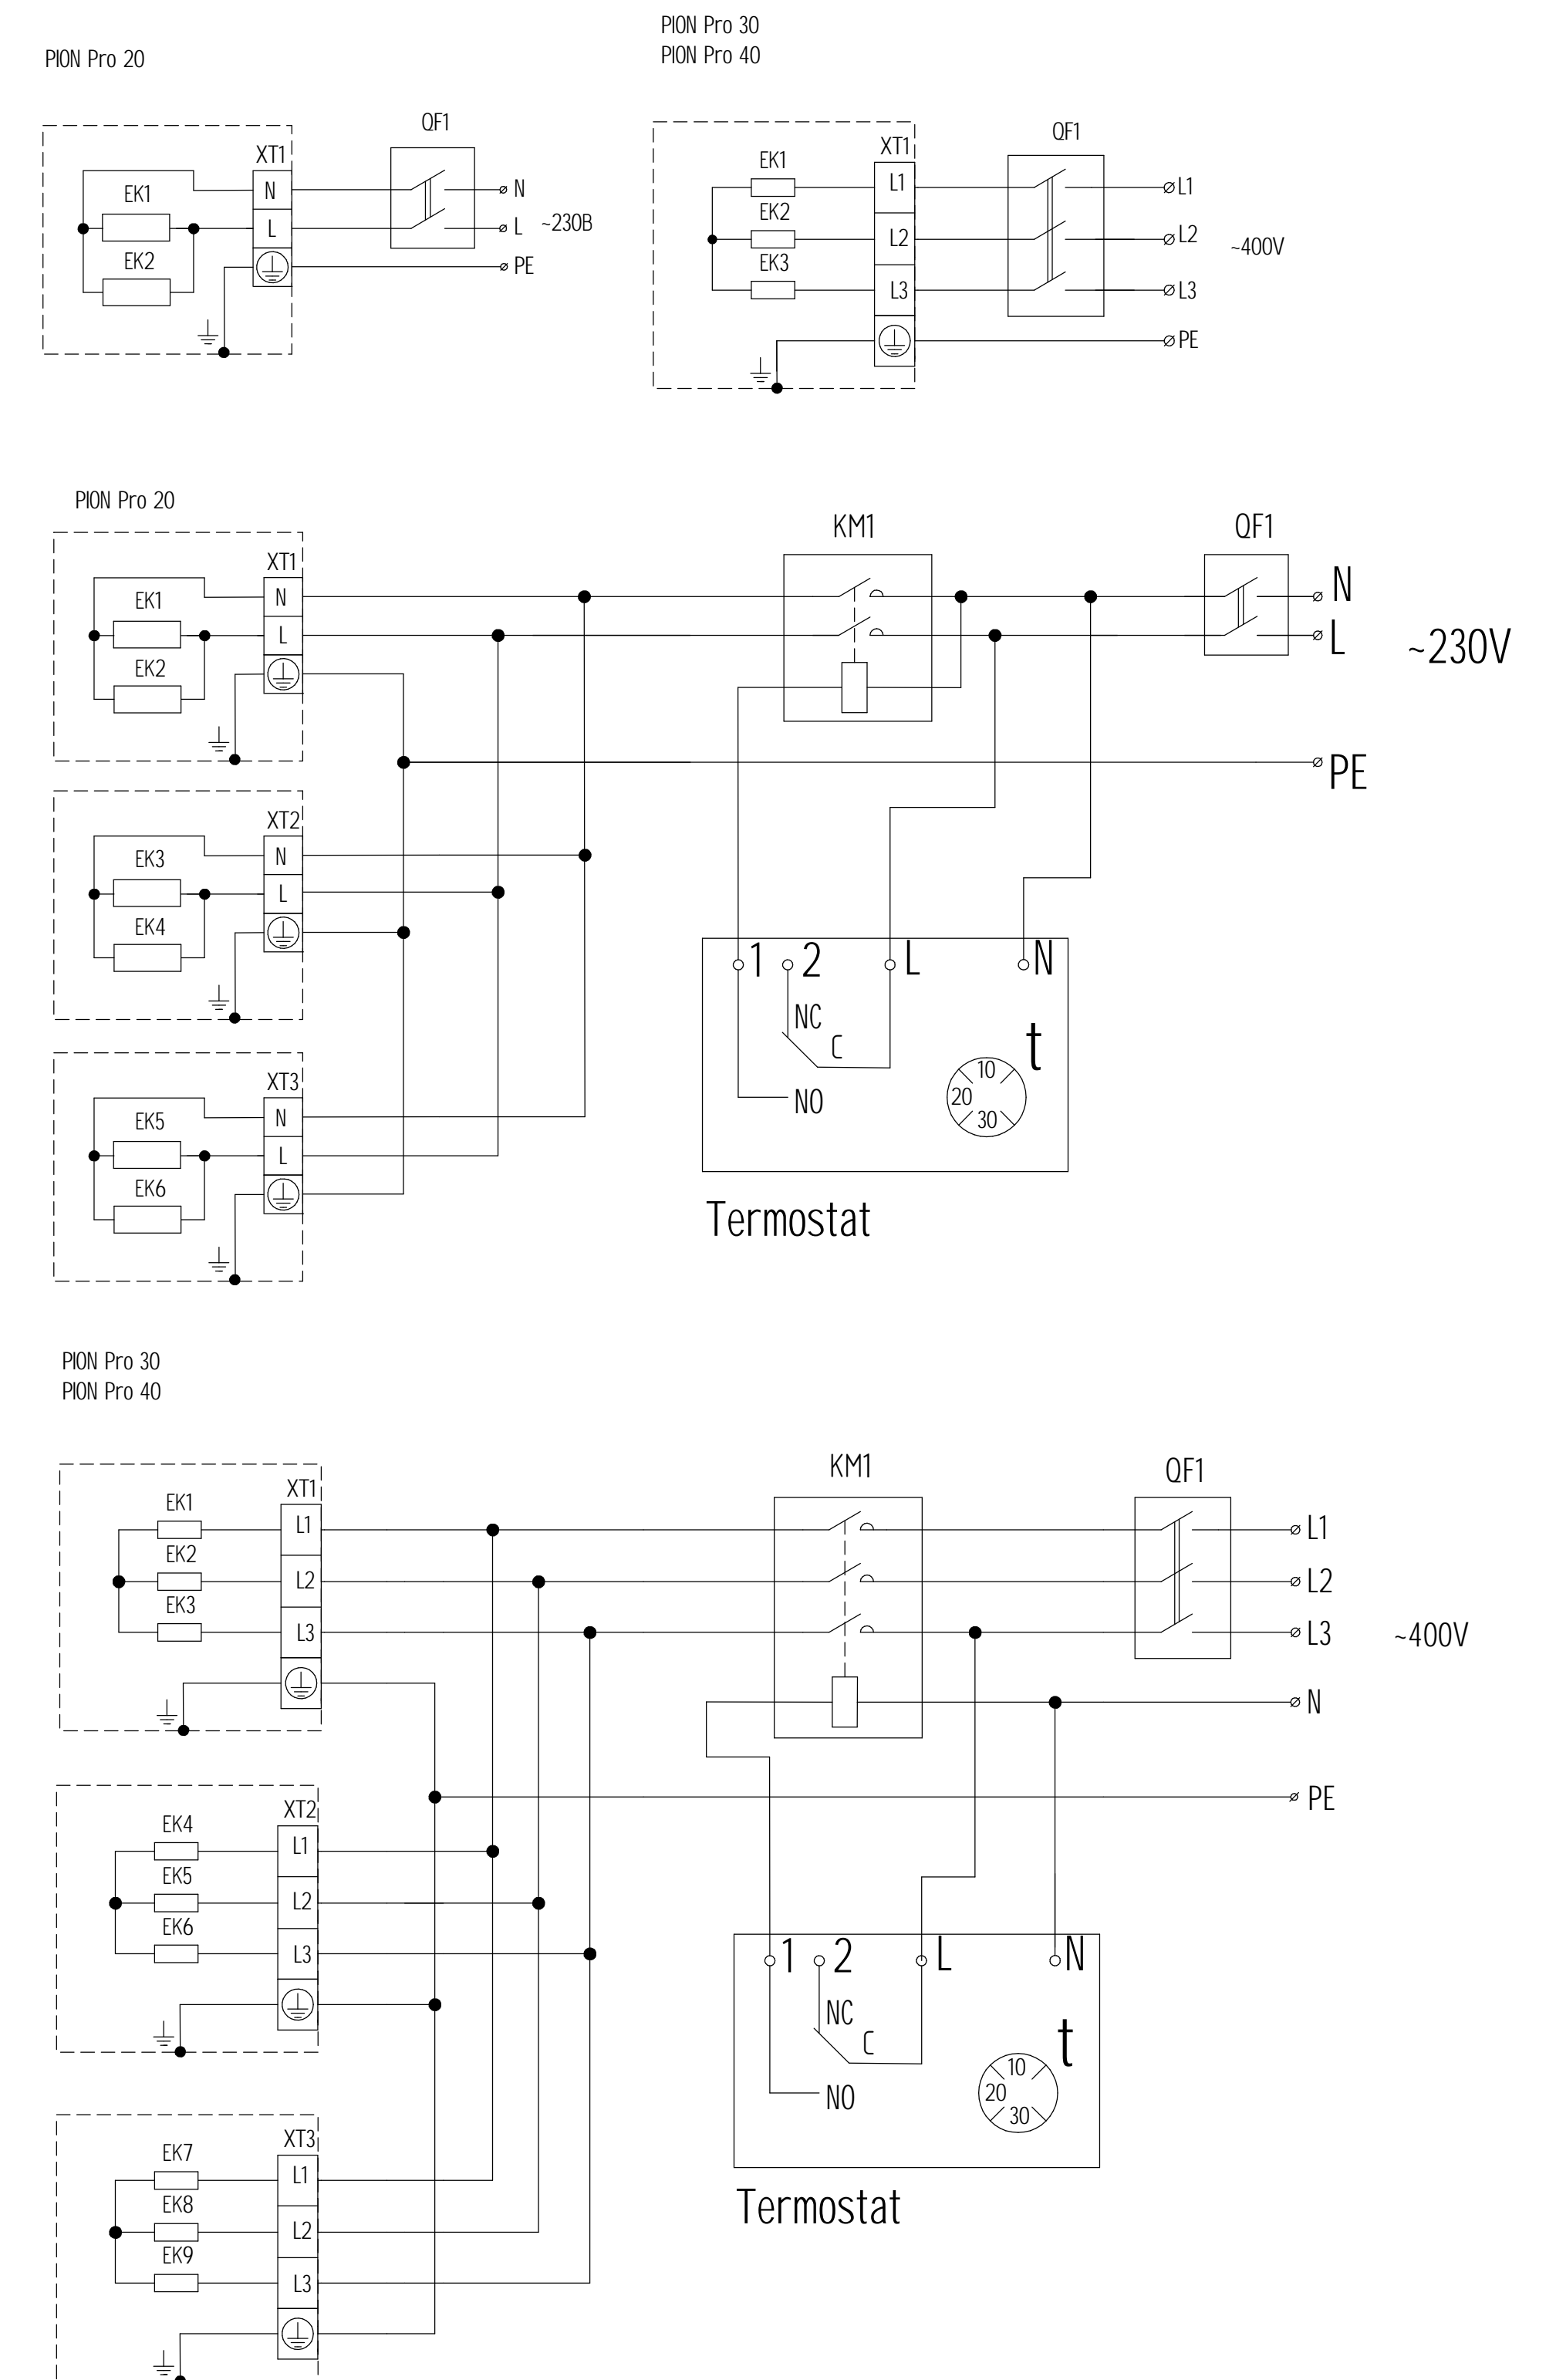 PION Pro 20
QF1
XT1
EK1
N
N
L
L
~230В
EK2
PE
PION Pro 30
PION Pro 40
QF1
XT1
EK1
L1
L1
EK2
L2
L2
~400V
EK3
L3
L3
PE
PION Pro 20
KM1
QF1
XT1
EK1
N
N
L
L
~230V
EK2
PE
XT2
EK3
N
L
EK4
XT3
EK5
N
L
EK6
1
2
L
N
NC
C
NO
t
10
20
30
Termostat
PION Pro 30
PION Pro 40
KM1
QF1
XT1
EK1
L1
L1
EK2
L2
L2
EK3
L3
L3
~400V
N
PE
XT2
EK4
L1
EK5
L2
EK6
L3
1
2
L
N
NC
C
NO
t
10
20
30
Termostat
XT3
EK7
L1
EK8
L2
EK9
L3